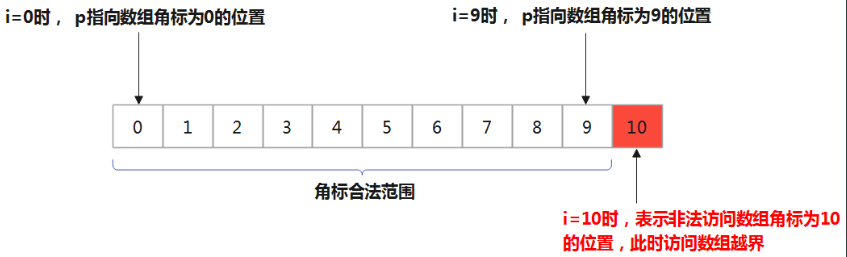 i=0时， p指向数组角标为0的位置
i=9时， p指向数组角标为9的位置
0 1 2 3 4 5 6 7 8 9 10
角标合法范围
i=10时，表示非法访问数组角标为10
的位置，此时访问数组越界